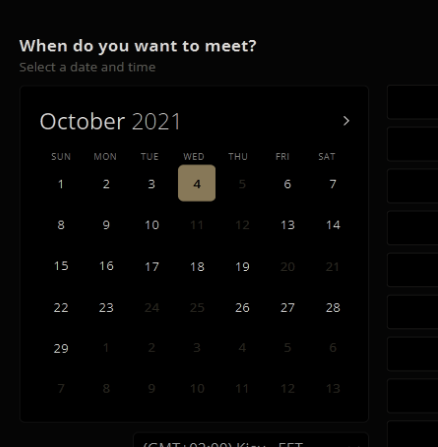 When do you want to meet?
Select a date and time
October 2021
SUN MON TUE WED THU FRI SAT
1 2 3 4 5 6 7
8 9 10 11 12 13 14
15 16 17 18 19 20 21
22 23 24 25 26 27 28
29 1 2 3 4 5 6
7 8 9 10 11 12 13
(GMT+02:00) Kiev EET